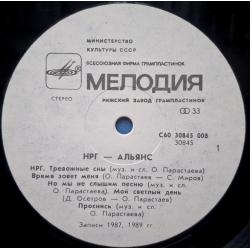 МИНИСТЕРСТВО
КУЛЬТУРЫ СССР
ВСЕСОЮЗНАЯ ФИРМА ГРАМПЛАСТИНОК
МЕЛОДИЯ
СТЕРЕО
РИЖСКИЙ ЗАВОД ГРАМПЛАСТИНОК
33
С60 30845 008
30845
1
НРГ — АЛЬЯНС
НРГ. Тревожные сны (муз. и сл. О. Парастаева)
Время зовет меня (О. Парастаев — С. Миров)
Но мы не слышим песню (муз. и сл.
О. Парастаева). Мой светлый день
(Д. Осетров — О. Парастаев)
Проснись (муз. и сл.
О. Парастаева)
Записи 1987, 1989 гг.